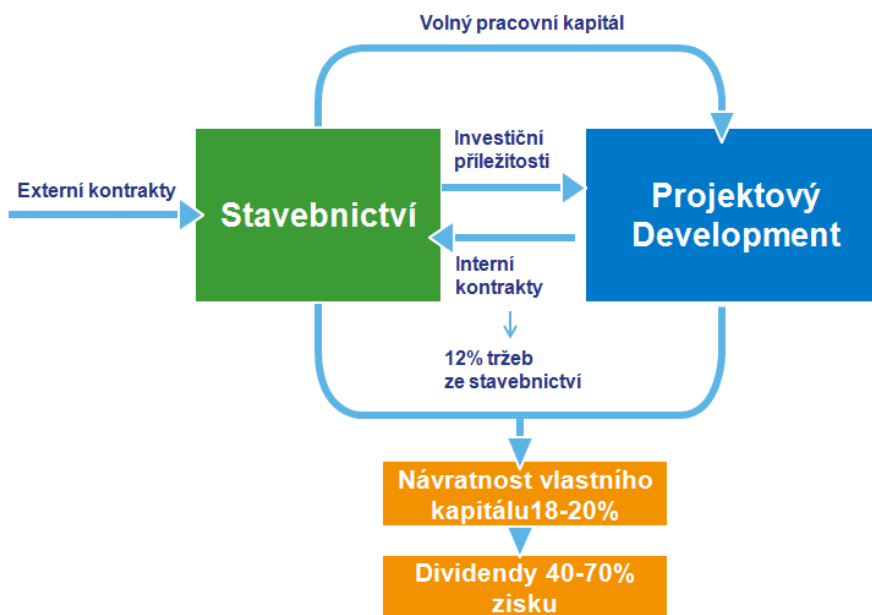 Volný pracovní kapitál
Externí kontrakty
Stavebnictví
Investiční
příležitosti
Projektový
Development
Interní
kontrakty
12% tržeb
ze stavebnictví
Návratnost vlastního
kapitálu18-20%
Dividendy 40-70%
zisku